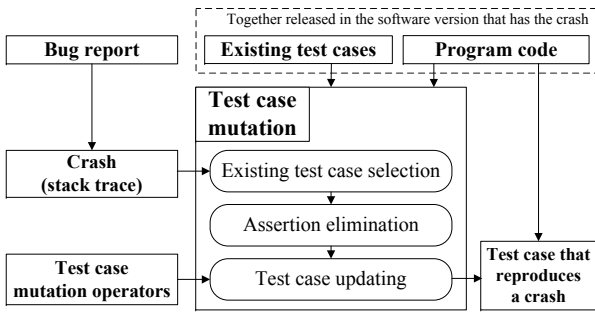 Together released in the software version that has the crash
Bug report
Existing test cases
Program code
Test case
mutation
Crash
(stack trace)
Existing test case selection
Assertion elimination
Test case
mutation operators
Test case updating
Test case that
reproduces
a crash